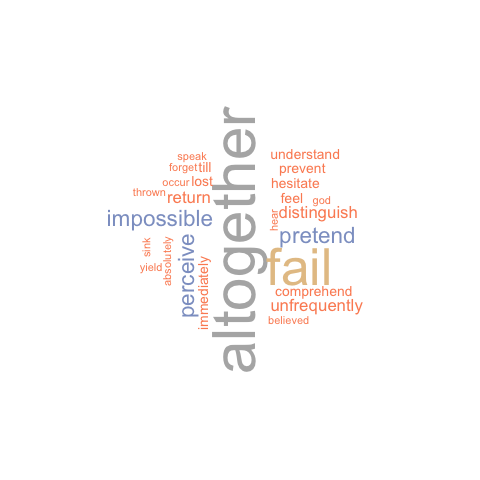 speak
forget till
occur lost
thrown return
impossible
sink
yield
absolutely
perceive
immediately
altogether
understand
prevent
hesitate
feel god
hear
distinguish
pretend
fail
comprehend
unfrequently
believed